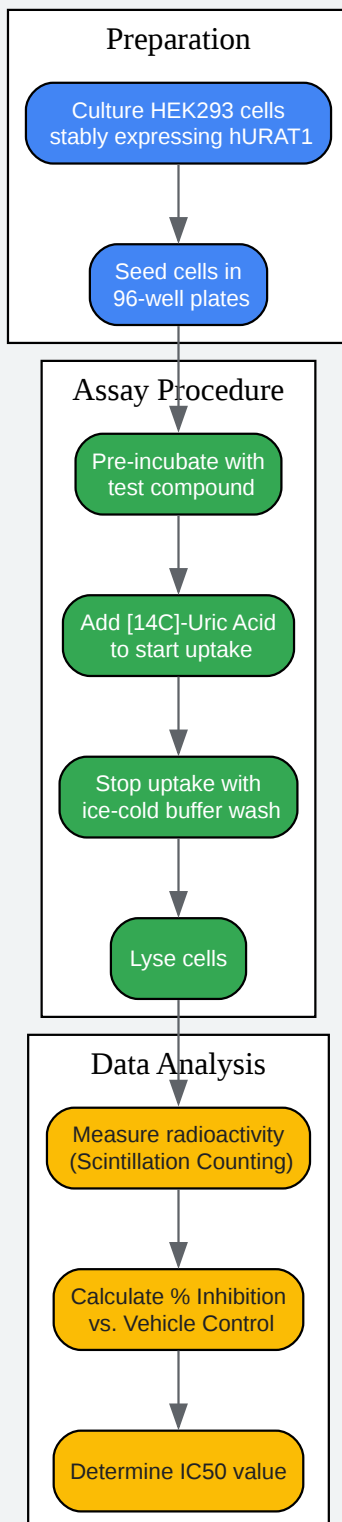 Preparation
Culture HEK293 cells
stably expressing hURAT1
Seed cells in
96-well plates
Assay Procedure
Pre-incubate with
test compound
Add [14C]-Uric Acid
to start uptake
Stop uptake with
ice-cold buffer wash
Lyse cells
Data Analysis
Measure radioactivity
(Scintillation Counting)
Calculate % Inhibition
vs. Vehicle Control
Determine IC50 value